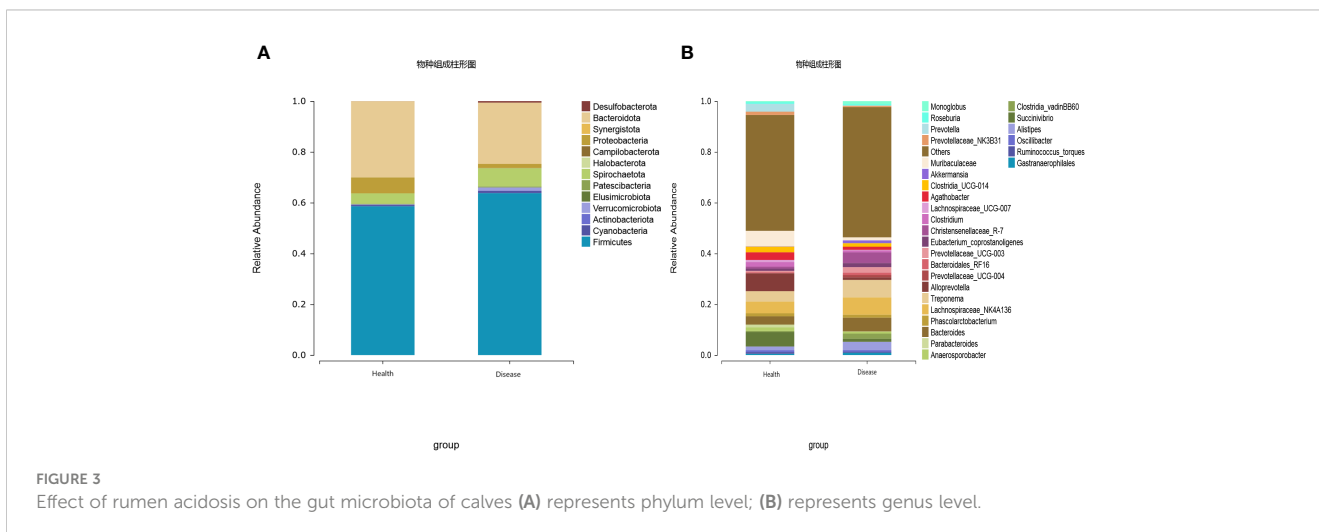 A
物种组成柱形图
Relative Abundance
1.0
0.8
0.6
0.4
0.2
0.0
Health
Disease
group
Desulfobacterota
Bacteroidota
Synergistota
Proteobacteria
Campilobacterota
Halobacterota
Spirochaetota
Patescibacteria
Elusimicrobiota
Verrucomicrobiota
Actinobacteriota
Cyanobacteria
Firmicutes
B
物种组成柱形图
Relative Abundance
1.0
0.8
0.6
0.4
0.2
0.0
Health
Disease
group
Monoglobus
Roseburia
Prevotella
Prevotellaceae_NK3B31
Others
Muribaculaceae
Akkermansia
Clostridia_UCG-014
Agathobacter
Lachnospiraceae_UCG-007
Clostridium
Christensenellaceae_R-7
Eubacterium_coprostanoligenes
Prevotellaceae_UCG-003
Bacteroidales_RF16
Prevotellaceae_UCG-004
Alloprevotella
Treponema
Lachnospiraceae_NK4A136
Phascolarctobacterium
Bacteroides
Parabacteroides
Anaerosporobacter
Clostridia_vadinBB60
Succinivibrio
Alistipes
Oscillibacter
Ruminococcus_torques
Gastranaerophilales
FIGURE 3
Effect of rumen acidosis on the gut microbiota of calves (A) represents phylum level; (B) represents genus level.